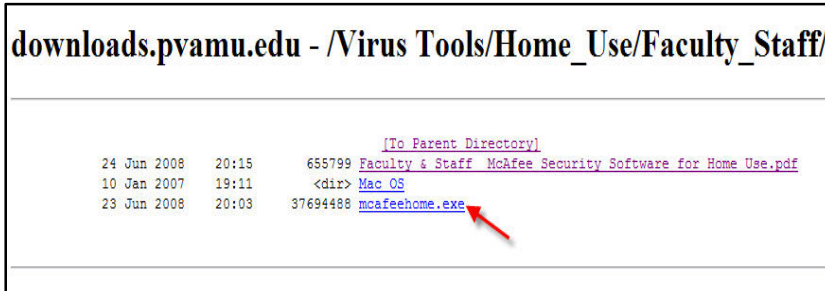 downloads.pvamu.edu - /Virus Tools/Home_Use/Faculty_Staff/
[To Parent Directory]
24 Jun 2008 20:15 655799 Faculty & Staff McAfee Security Software for Home Use.pdf
10 Jan 2007 19:11 <dir> Mac OS
23 Jun 2008 20:03 37694488 mcafeehome.exe